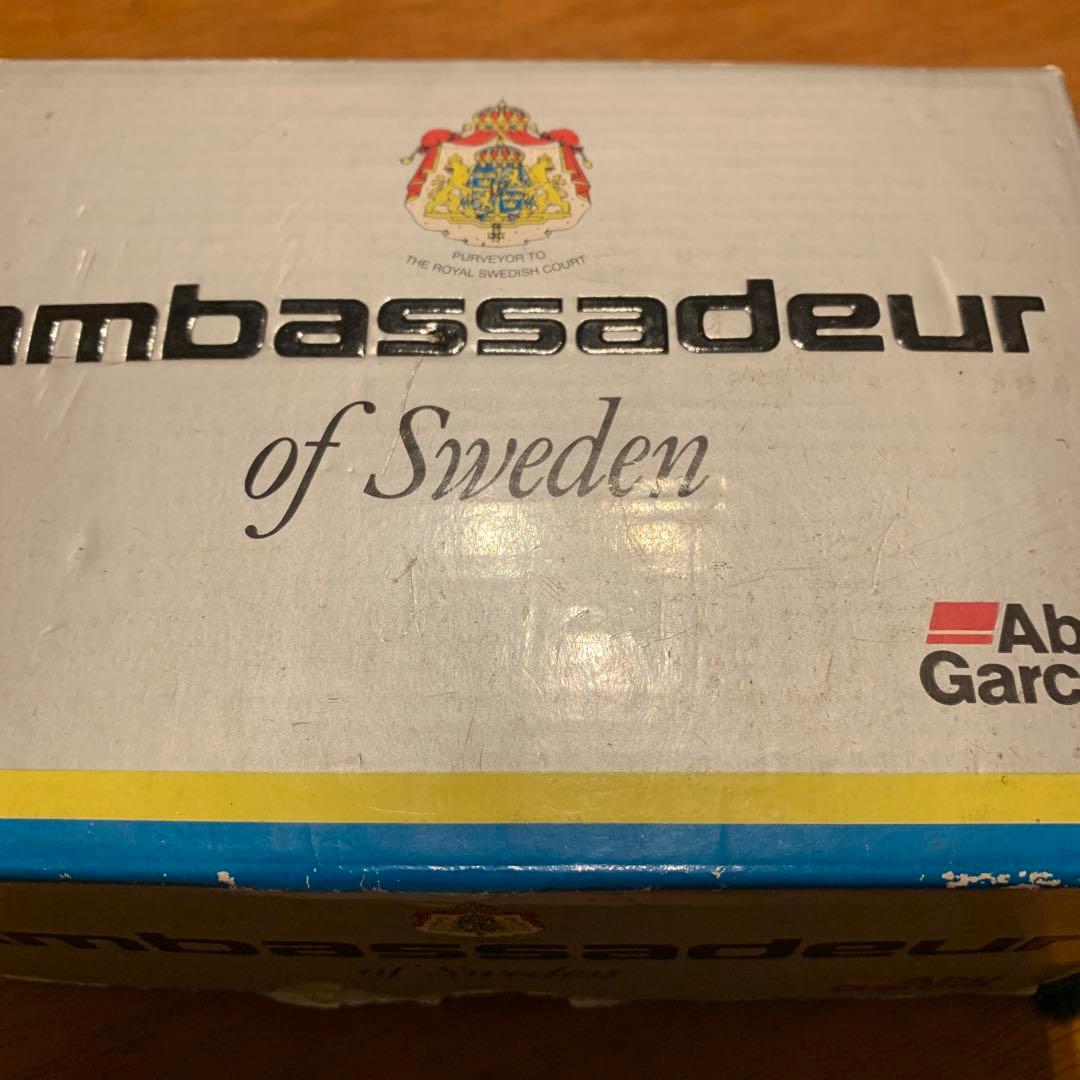 PURVEYOR TO
THE ROYAL SWEDISH COURT
ambassadeur
of Sweden
Ab
Garc
ambassadeur
of Sweden